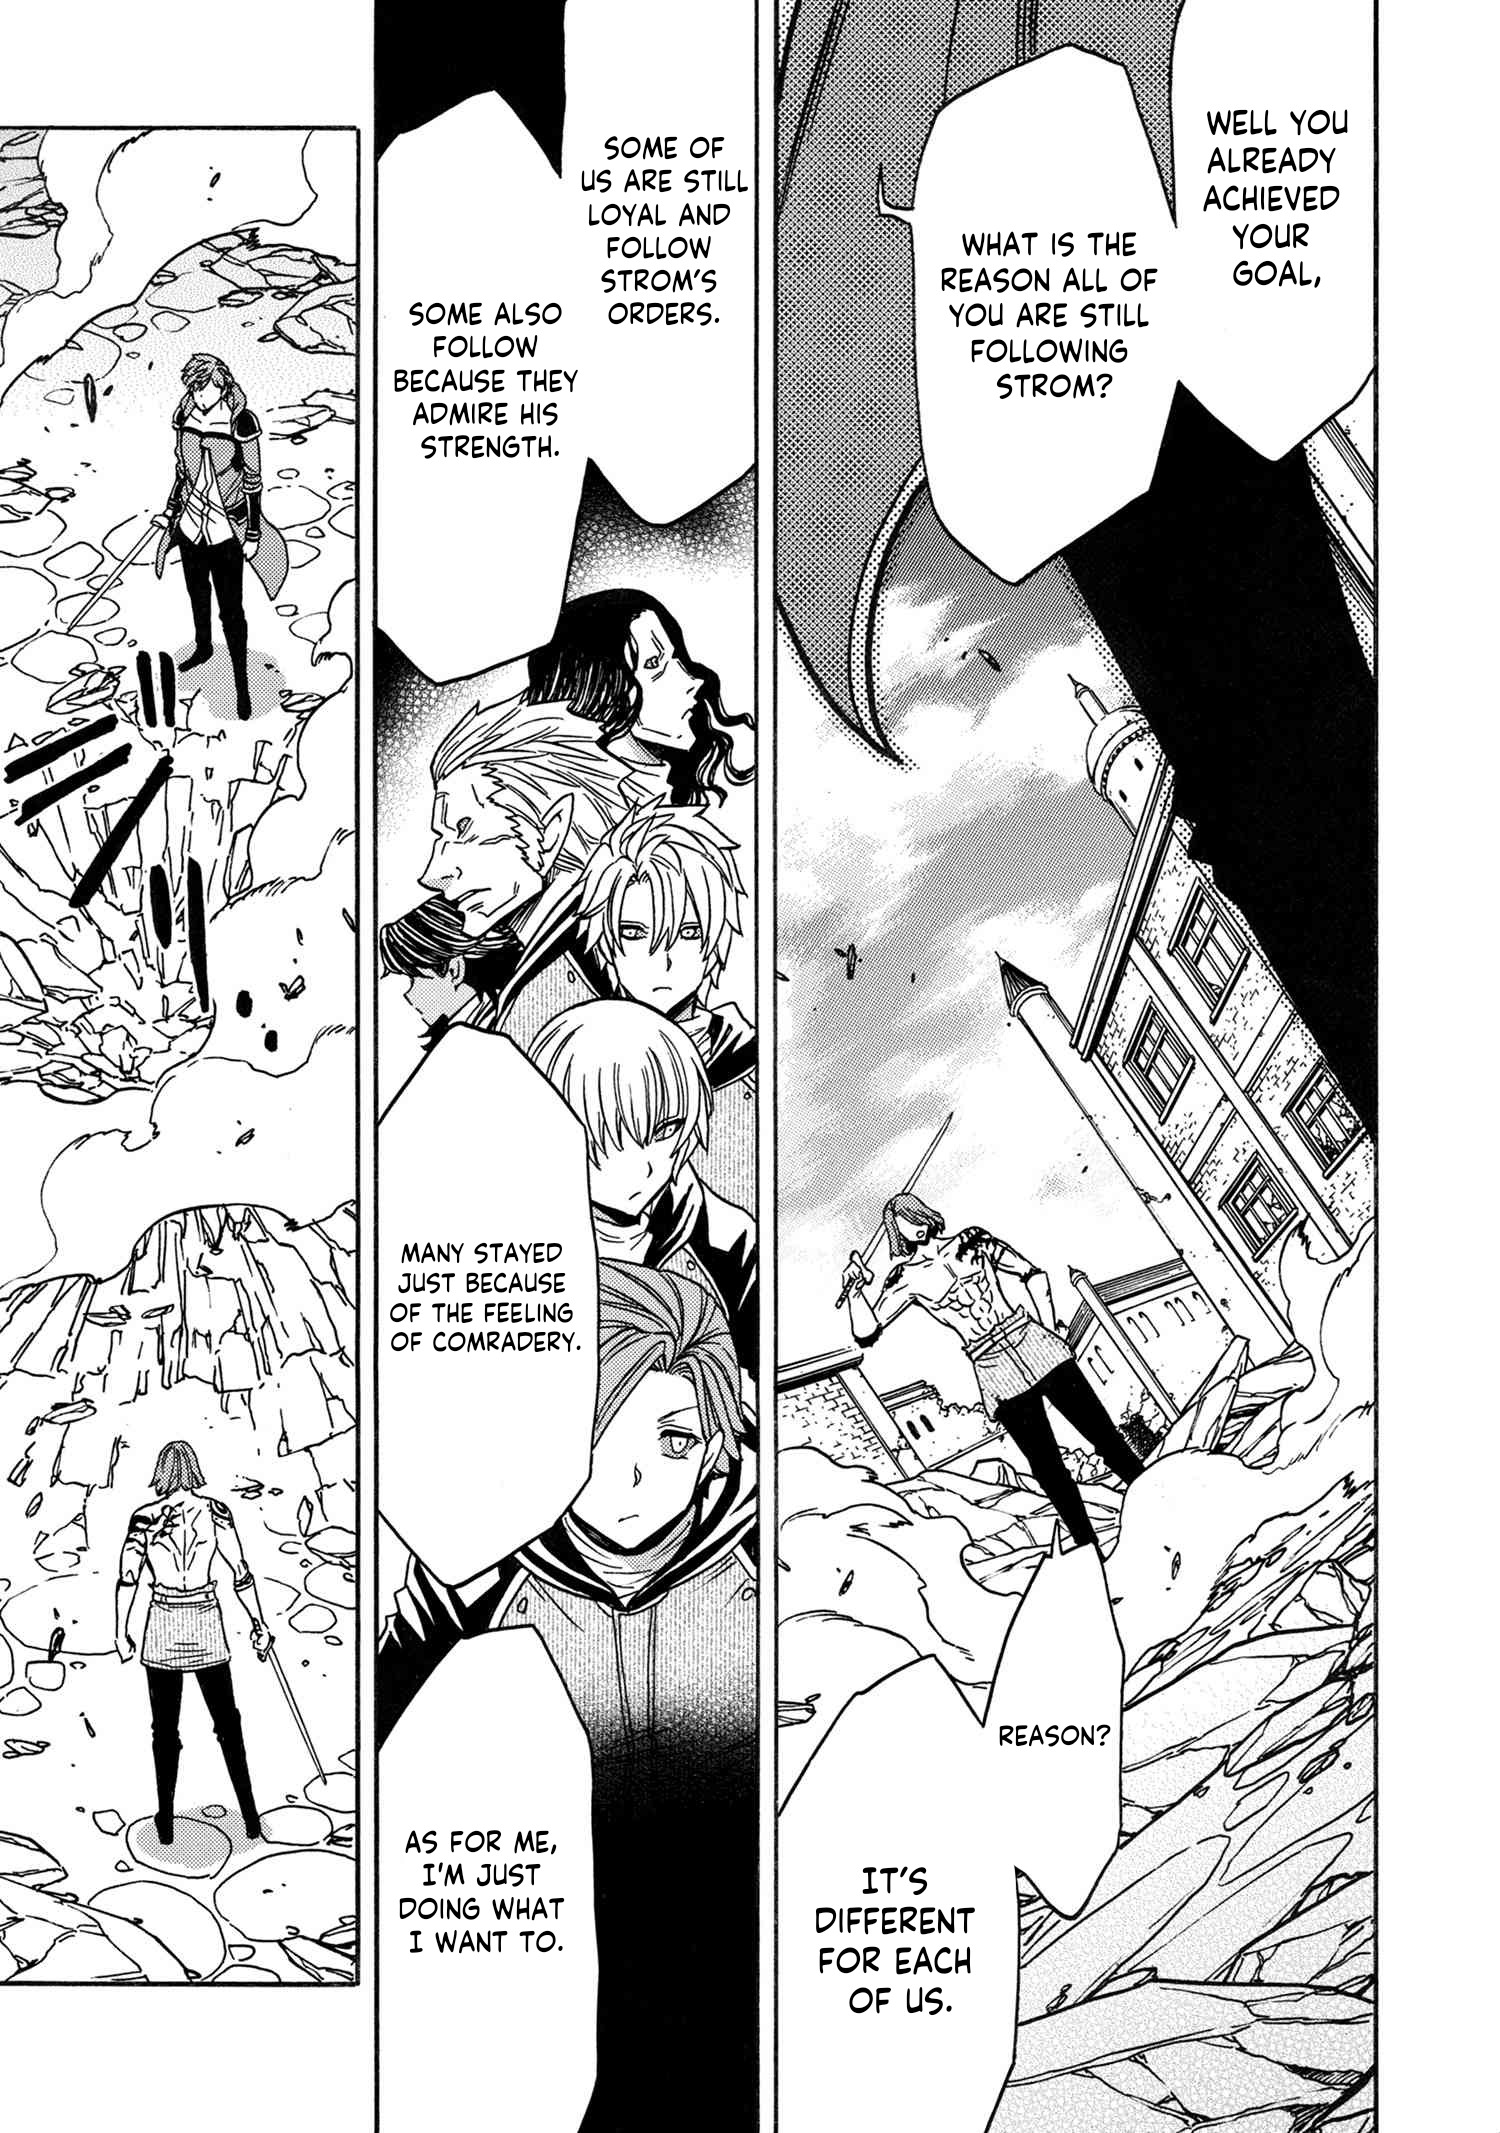 WELL YOU
ALREADY
ACHIEVED
YOUR
GOAL,
WHAT IS THE
REASON ALL OF
YOU ARE STILL
FOLLOWING
STROM?
REASON?
IT'S
DIFFERENT
FOR EACH
OF US.
SOME OF
US ARE STILL
LOYAL AND
FOLLOW
STROM'S
ORDERS.
SOME ALSO
FOLLOW
BECAUSE THEY
ADMIRE HIS
STRENGTH.
MANY STAYED
JUST BECAUSE
OF THE FEELING
OF COMRADERY.
AS FOR ME,
I'M JUST
DOING WHAT
I WANT TO.